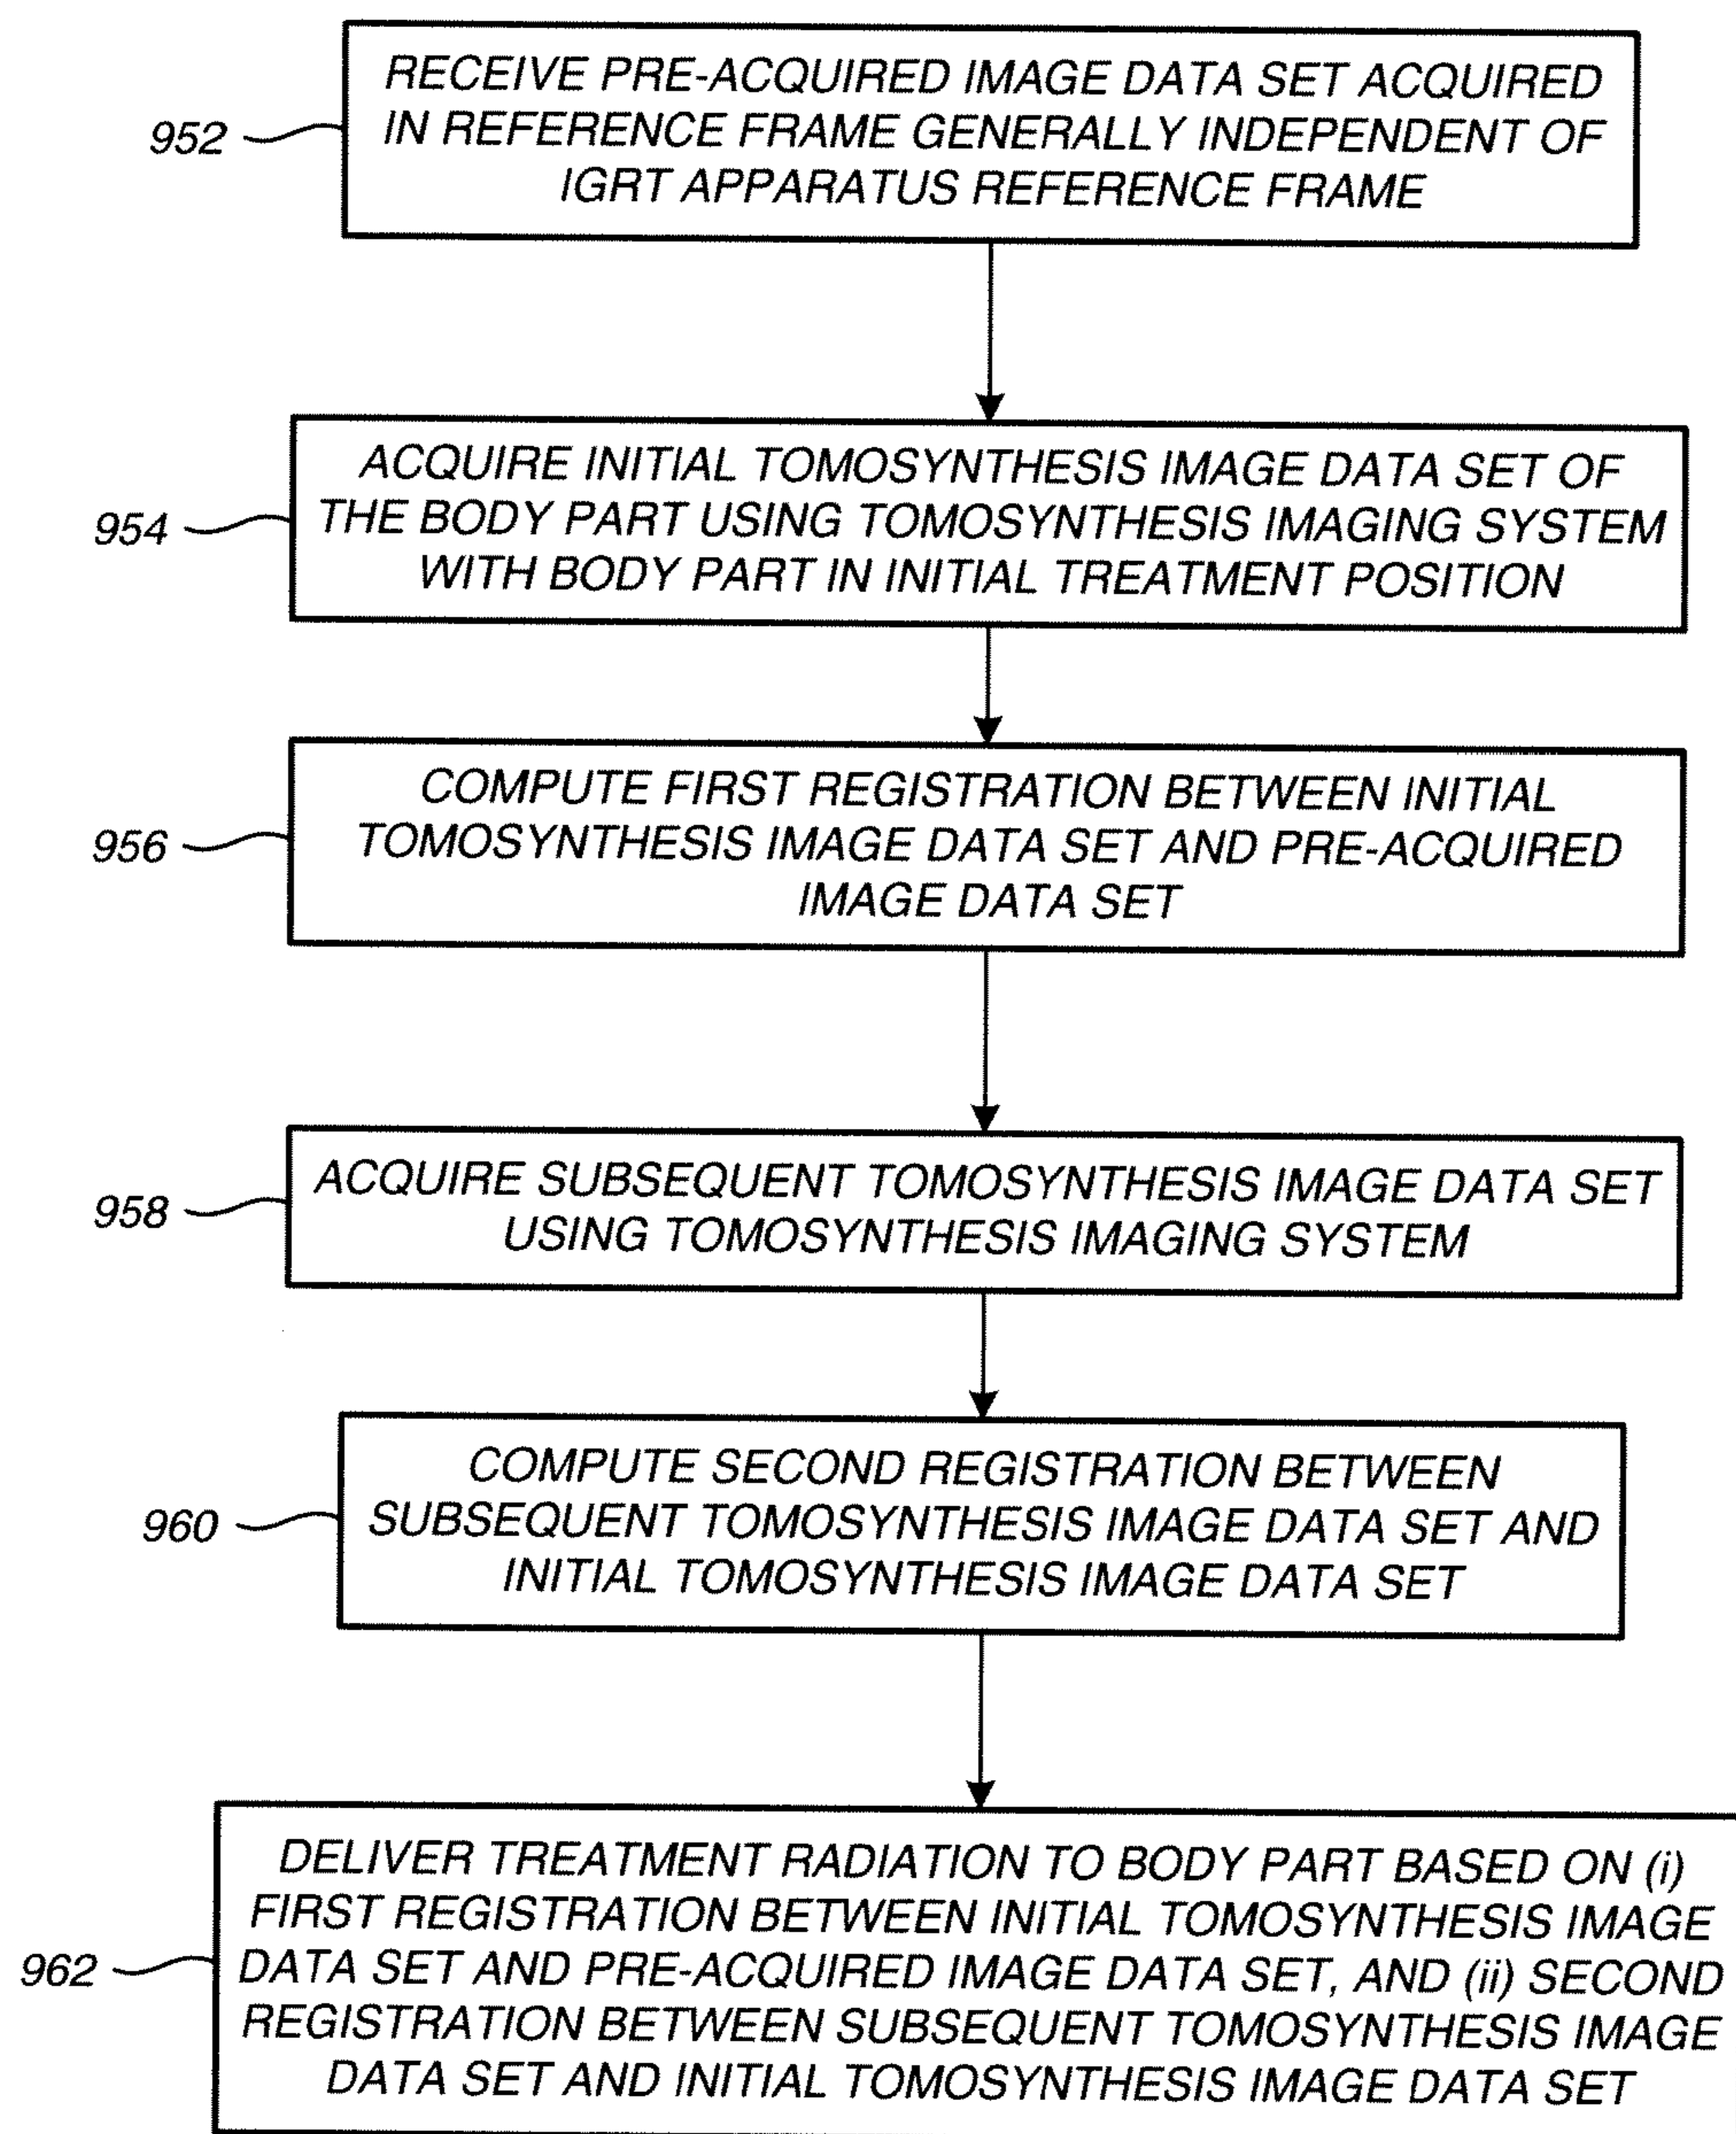 RECEIVE PRE-ACQUIRED IMAGE DATA SET ACQUIRED
IN REFERENCE FRAME GENERALLY INDEPENDENT OF
IGRT APPARATUS REFERENCE FRAME
952
ACQUIRE INITIAL TOMOSYNTHESIS IMAGE DATA SET OF
THE BODY PART USING TOMOSYNTHESIS IMAGING SYSTEM
WITH BODY PART IN INITIAL TREATMENT POSITION
954
COMPUTE FIRST REGISTRATION BETWEEN INITIAL
TOMOSYNTHESIS IMAGE DATA SET AND PRE-ACQUIRED
IMAGE DATA SET
956
ACQUIRE SUBSEQUENT TOMOSYNTHESIS IMAGE DATA SET
USING TOMOSYNTHESIS IMAGING SYSTEM
958
COMPUTE SECOND REGISTRATION BETWEEN
SUBSEQUENT TOMOSYNTHESIS IMAGE DATA SET AND
INITIAL TOMOSYNTHESIS IMAGE DATA SET
960
DELIVER TREATMENT RADIATION TO BODY PART BASED ON (i)
FIRST REGISTRATION BETWEEN INITIAL TOMOSYNTHESIS IMAGE
DATA SET AND PRE-ACQUIRED IMAGE DATA SET, AND (ii) SECOND
REGISTRATION BETWEEN SUBSEQUENT TOMOSYNTHESIS IMAGE
DATA SET AND INITIAL TOMOSYNTHESIS IMAGE DATA SET
962